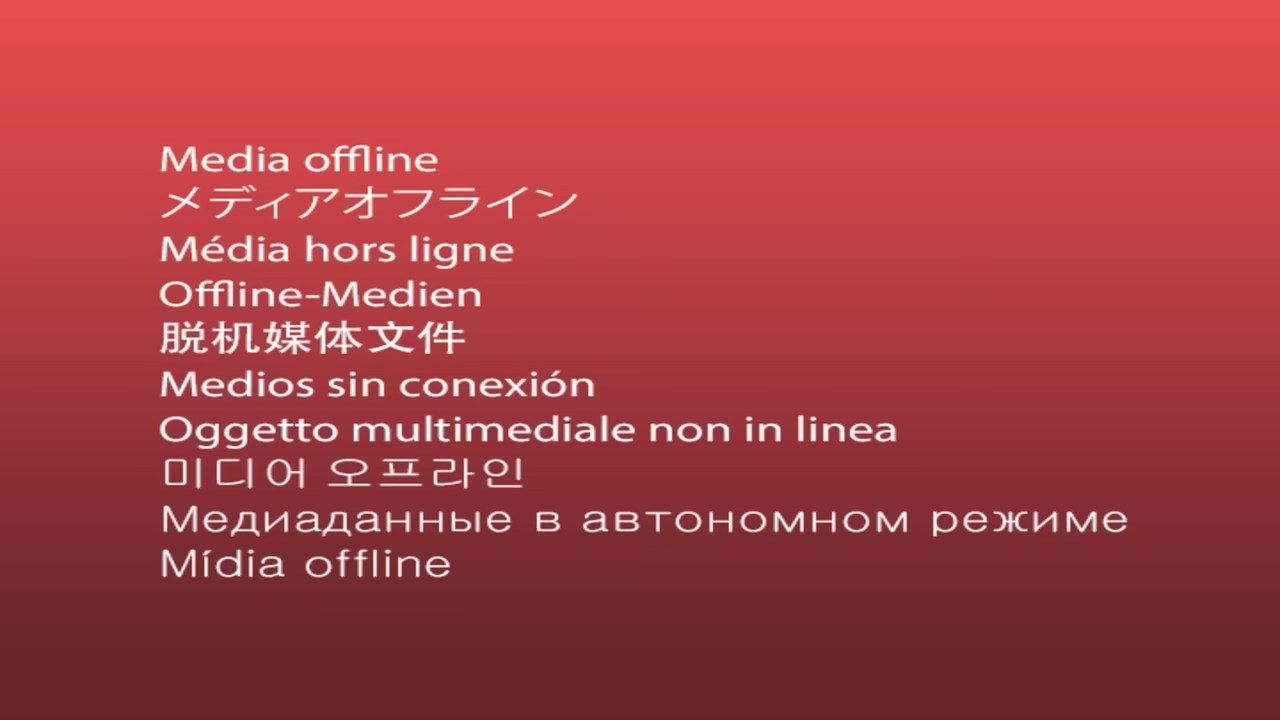 Media offline
メディアオフライン
Média hors ligne
Offline-Medien
脱机媒体文件
Medios sin conexión
Oggetto multimediale non in linea
미디어 오프라인
Медиаданные в автономном режиме
Mídia offline